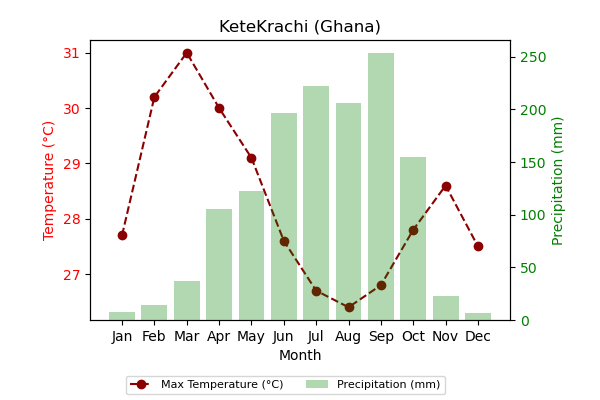 KeteKrachi (Ghana)
31
30
29
28
27
Temperature (°C)
250
200
150
100
50
0
Precipitation (mm)
Jan Feb Mar Apr May Jun Jul Aug Sep Oct Nov Dec
Month
Max Temperature (°C) Precipitation (mm)